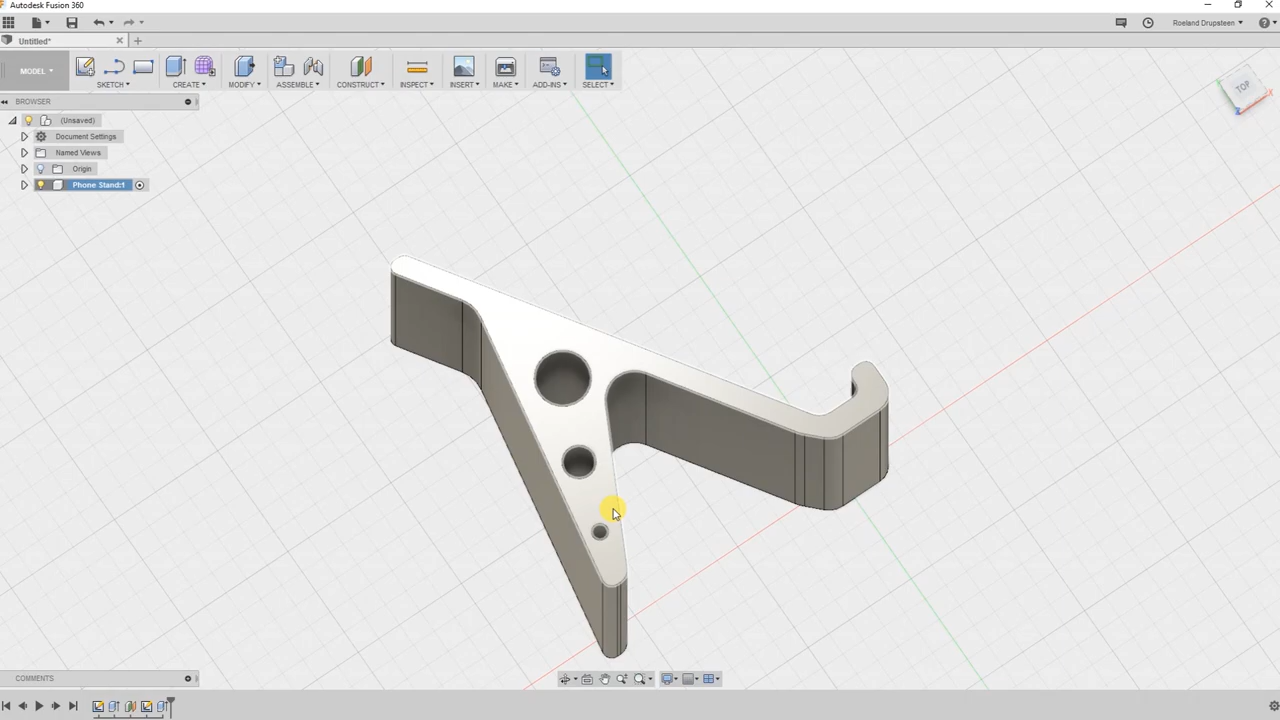 Autodesk Fusion 360
Roeland Drupsteen
Untitled*
MODEL
SKETCH
CREATE
MODIFY
ASSEMBLE
CONSTRUCT
INSPECT
INSERT
MAKE
ADD-INS
SELECT
TOP
X
Z
BROWSER
(Unsaved)
Document Settings
Named Views
Origin
Phone Stand:1
COMMENTS